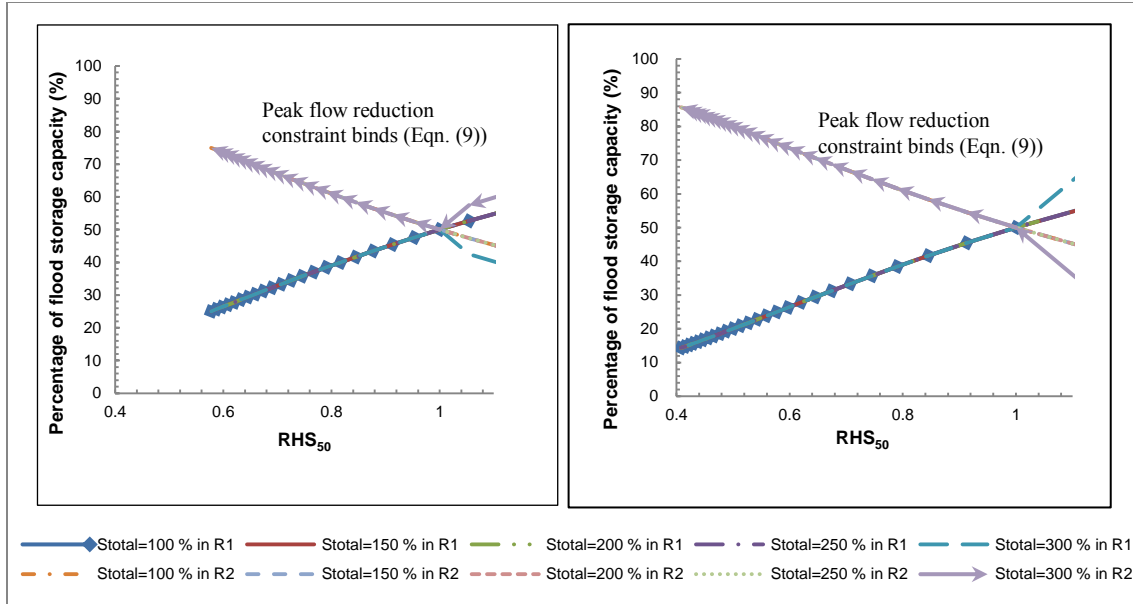 Percentage of flood storage capacity (%)
100
90
80
70
60
50
40
30
20
10
0
Peak flow reduction
constraint binds (Eqn. (9))
0.4
0.6
0.8
1
RHS50
Percentage of flood storage capacity (%)
100
90
80
70
60
50
40
30
20
10
0
Peak flow reduction
constraint binds (Eqn. (9))
0.4
0.6
0.8
1
RHS50
Stotal=100 % in R1
Stotal=150 % in R1
Stotal=200 % in R1
Stotal=250 % in R1
Stotal=300 % in R1
Stotal=100 % in R2
Stotal=150 % in R2
Stotal=200 % in R2
Stotal=250 % in R2
Stotal=300 % in R2